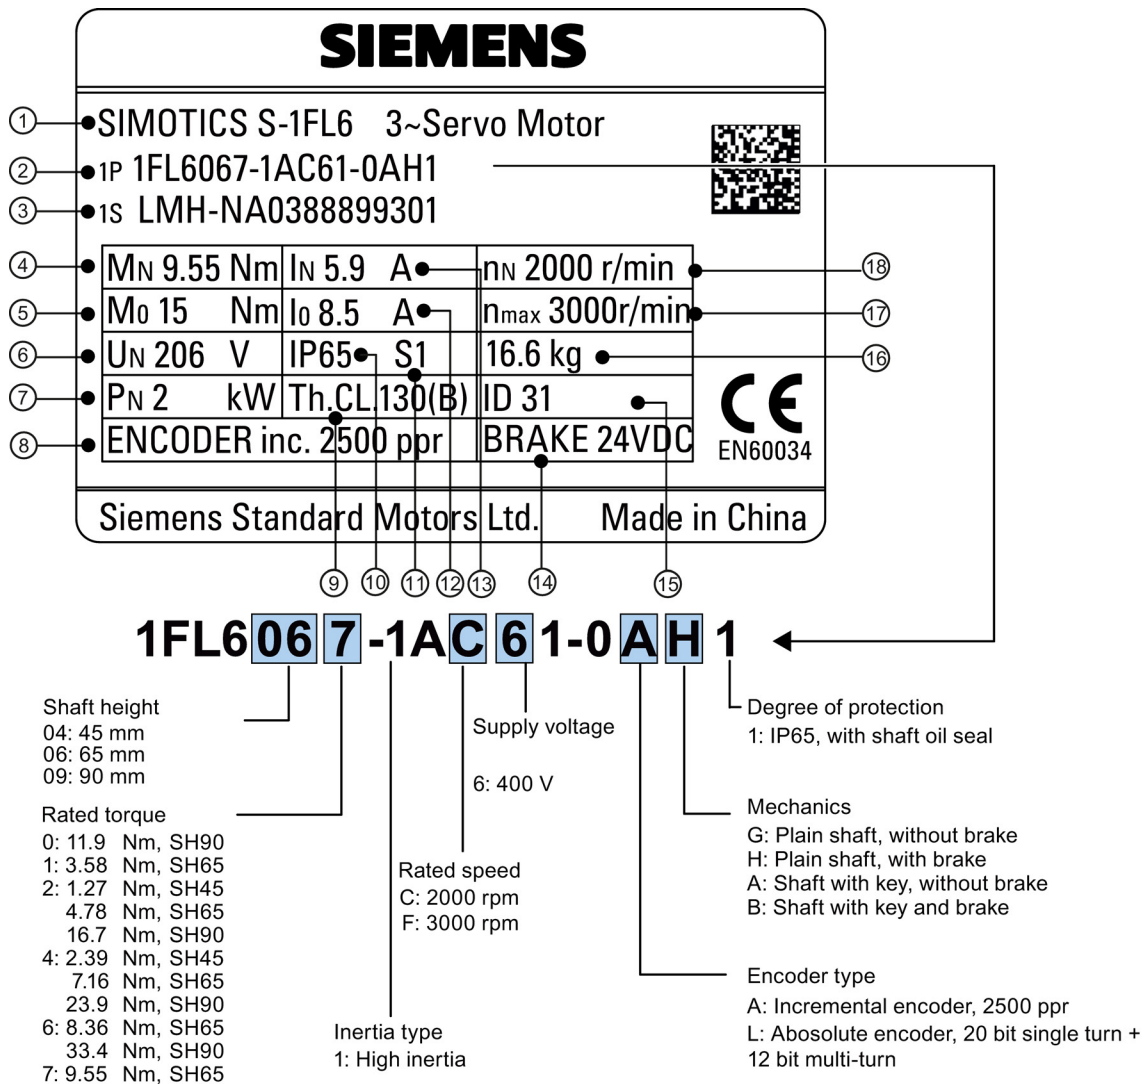 SIEMENS
① SIMOTICS S-1FL6 3~Servo Motor
② 1P 1FL6067-1AC61-0AH1
③ 1S LMH-NA0388899301
④ MN 9.55 Nm IN 5.9 A nN 2000 r/min ⑱
⑤ M0 15 Nm I0 8.5 A nmax 3000r/min ⑰
⑥ UN 206 V IP65 S1 16.6 kg ⑯
⑦ PN 2 kW Th.CL.130(B) ID 31
CE
⑧ ENCODER inc. 2500 ppr BRAKE 24VDC
EN60034
Siemens Standard Motors Ltd. Made in China
⑨ ⑩ ⑪ ⑫ ⑬ ⑭ ⑮
1FL6067-1AC61-0AH1
Shaft height
04: 45 mm
06: 65 mm
09: 90 mm
Rated torque
0: 11.9 Nm, SH90
1: 3.58 Nm, SH65
2: 1.27 Nm, SH45
4.78 Nm, SH65
16.7 Nm, SH90
4: 2.39 Nm, SH45
7.16 Nm, SH65
23.9 Nm, SH90
6: 8.36 Nm, SH65
33.4 Nm, SH90
7: 9.55 Nm, SH65
Inertia type
1: High inertia
Rated speed
C: 2000 rpm
F: 3000 rpm
Supply voltage
6: 400 V
Degree of protection
1: IP65, with shaft oil seal
Mechanics
G: Plain shaft, without brake
H: Plain shaft, with brake
A: Shaft with key, without brake
B: Shaft with key and brake
Encoder type
A: Incremental encoder, 2500 ppr
L: Abosolute encoder, 20 bit single turn +
12 bit multi-turn